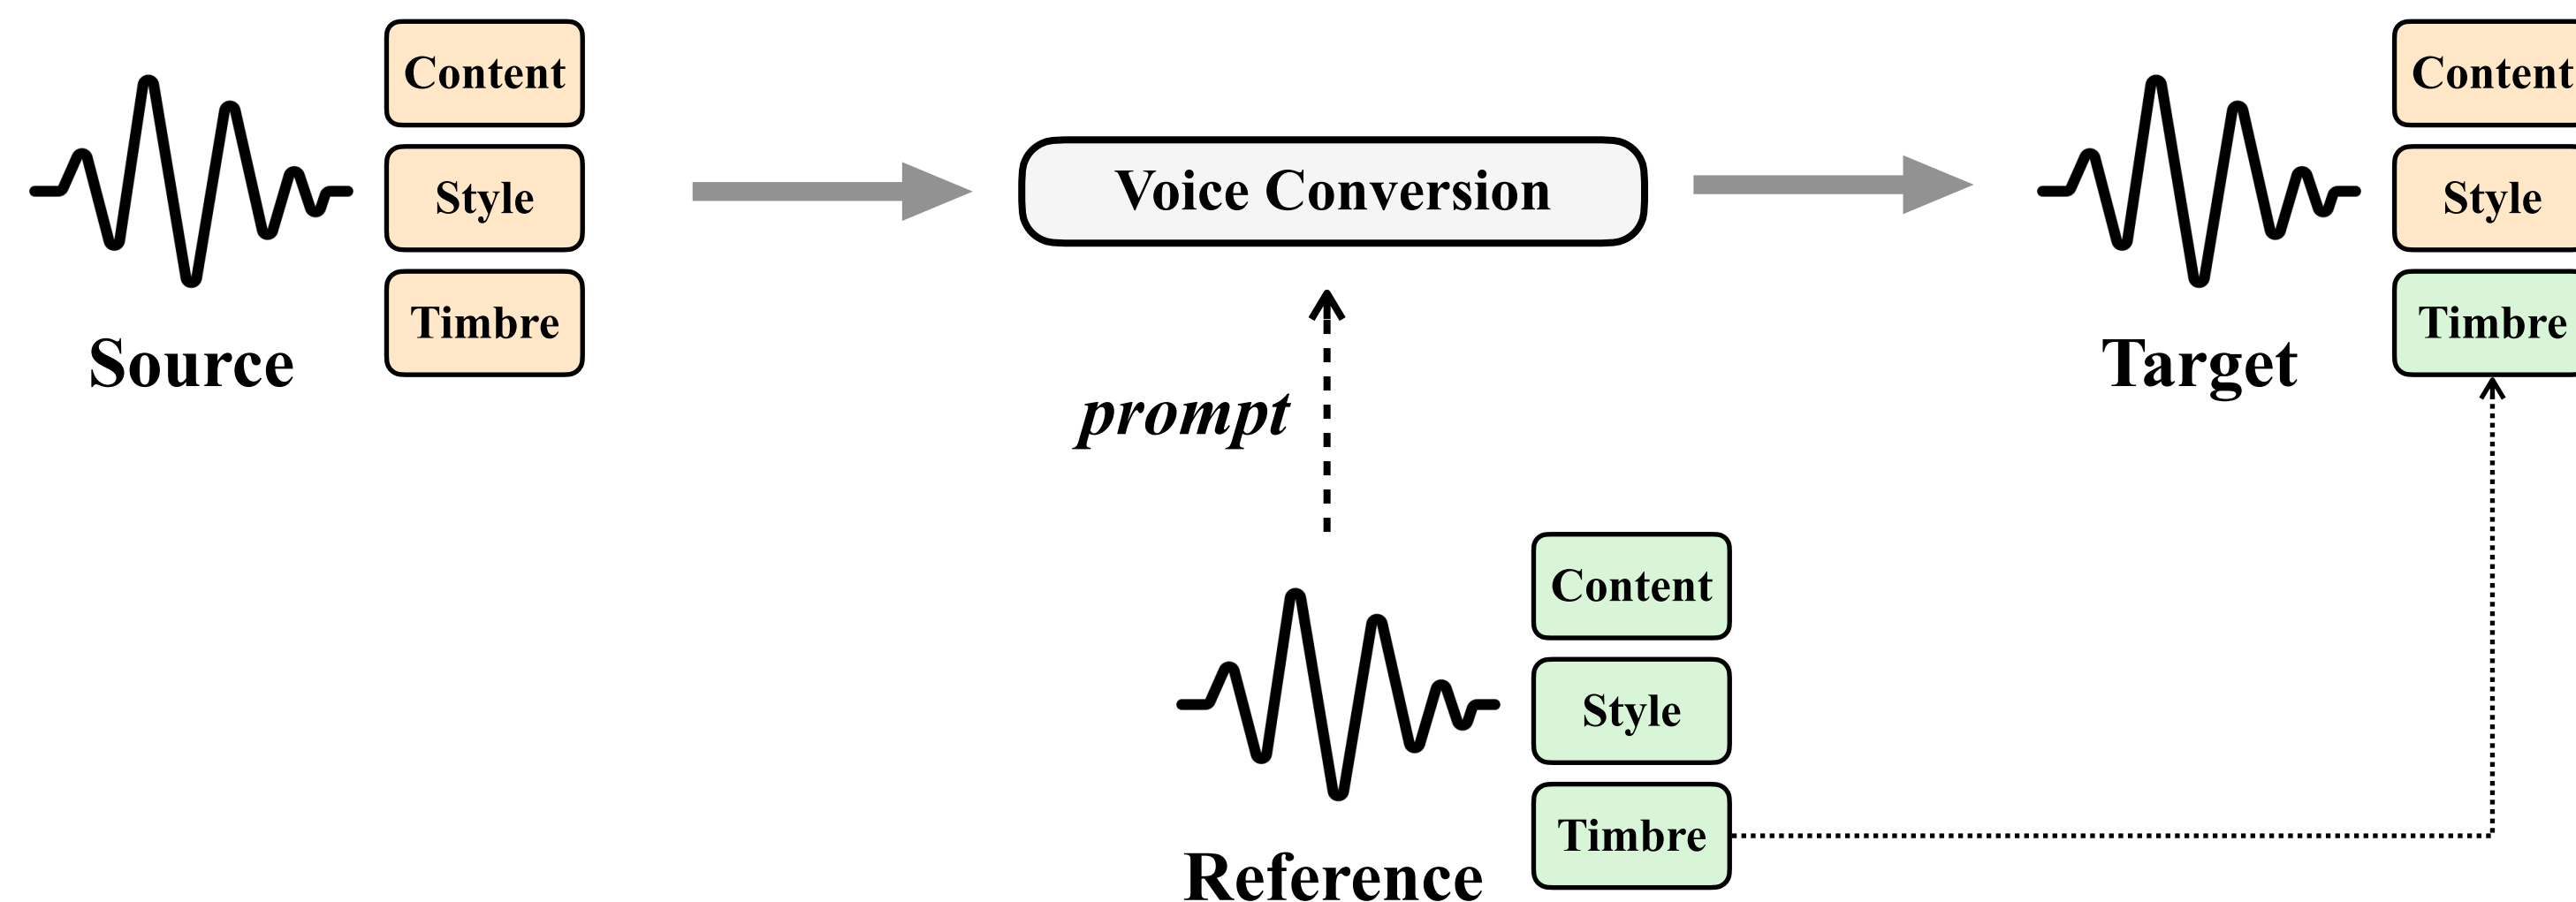 Content
Style
Timbre
Source
Voice Conversion
prompt
Content
Style
Timbre
Reference
Content
Style
Timbre
Target